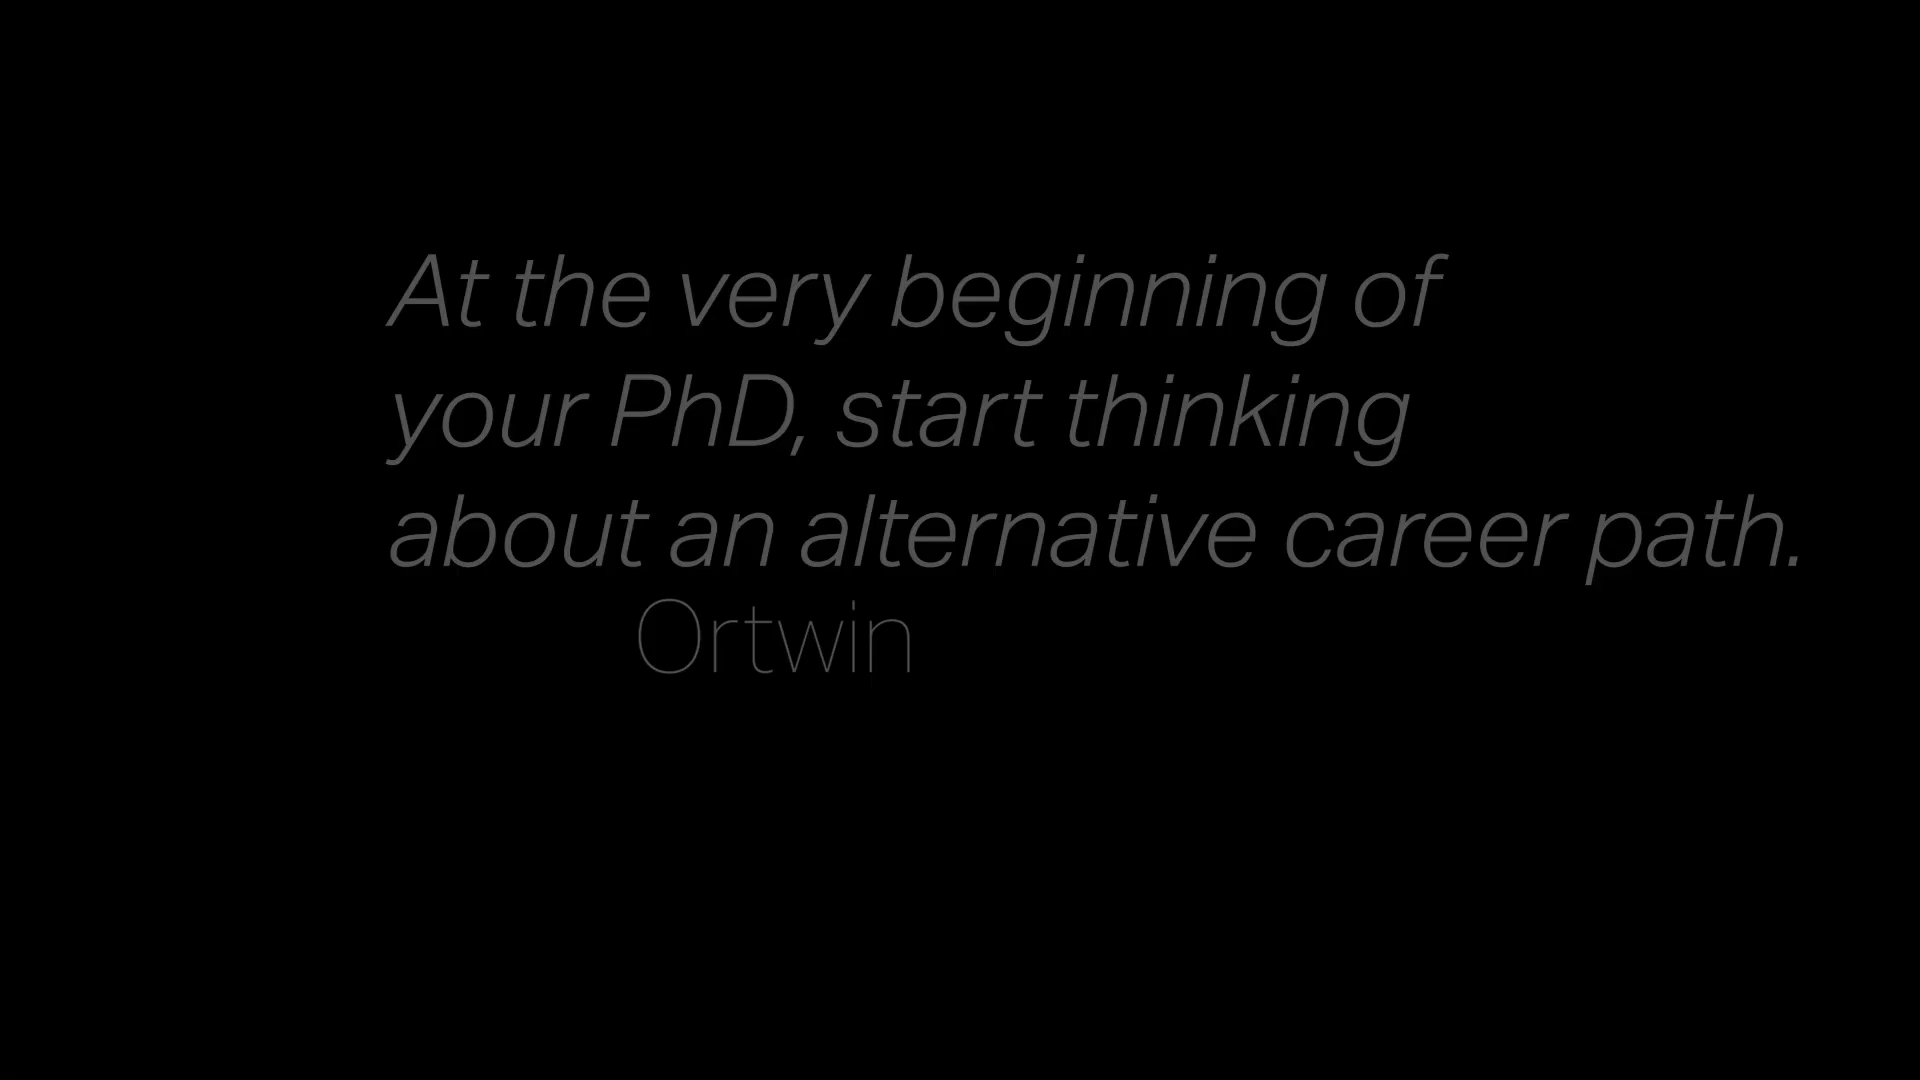 At the very beginning of
your PhD, start thinking
about an alternative career path.
Ortwin